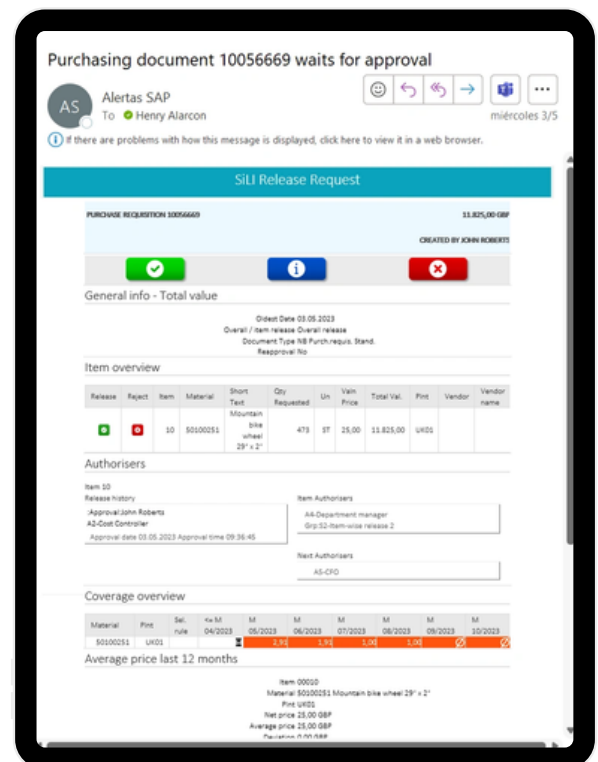 Purchasing document 10056669 waits for approval
AS
Alertas SAP
To Henry Alarcon
miércoles 3/5
If there are problems with how this message is displayed, click here to view it in a web browser.
SiLI Release Request
PURCHASE REQUISITION 10056669 11.825,00 GBP
CREATED BY JOHN ROBERTS
General info - Total value
Oldest Date 03.05.2023
Overall / item release Overall release
Document Type NB Purch.requis. Stand.
Reapproval No
Item overview
Release Reject Item Material Short Text Qty Requested Un Valn Price Total Val. Plnt Vendor Vendor name
10 50100251 Mountain bike wheel 29" x 2" 473 ST 25,00 11.825,00 UK01
Authorisers
Item 10
Release history
:Approval:John Roberts
A2-Cost Controller
Approval date 03.05.2023 Approval time 09:36:45
Item Authorisers
A4-Department manager
Grp:S2-Item-wise release 2
Next Authorisers
A5-CFO
Coverage overview
Material Plnt Sel. rule <= M 04/2023 M 05/2023 M 06/2023 M 07/2023 M 08/2023 M 09/2023 M 10/2023
50100251 UK01 2,91 1,91 1,00 1,00
Average price last 12 months
Item 00010
Material 50100251 Mountain bike wheel 29" x 2"
Plnt UK01
Net price 25,00 GBP
Average price 25,00 GBP
Deviation 0,00 GBP